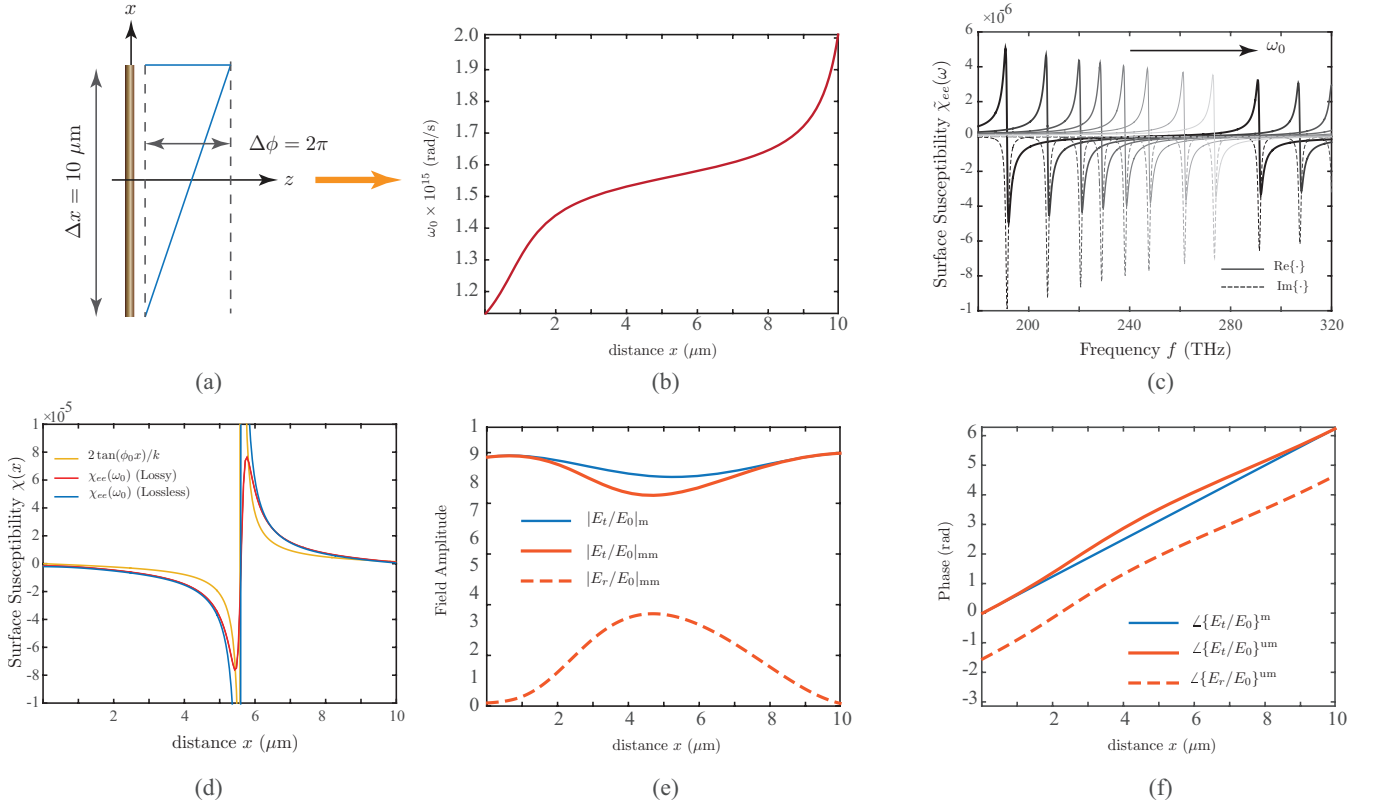 x
Δx = 10 μm
Δϕ = 2π
z
(a)
2.0
1.9
1.8
1.7
1.6
1.5
1.4
1.3
1.2
ω₀ × 10¹⁵ (rad/s)
2 4 6 8 10
distance x (μm)
(b)
×10⁻⁶
6
4
2
0
-2
-4
-6
-8
-1
Surface Susceptibility χ̃ₑₑ(ω)
ω₀
Re{·}
Im{·}
200 240 260 280 300 320
Frequency f (THz)
(c)
×10⁻⁵
1
8
6
4
2
0
-2
-4
-6
-8
-1
Surface Susceptibility χ(x)
2 tan(ϕ₀x)/k
χₑₑ(ω₀) (Lossy)
χₑₑ(ω₀) (Lossless)
2 4 6 8 10
distance x (μm)
(d)
1
9
8
7
6
5
4
3
2
1
0
Field Amplitude
|Eₜ/E₀|ₘ
|Eₜ/E₀|ₘₘ
|Eᵣ/E₀|ₘₘ
2 4 6 8 10
distance x (μm)
(e)
6
5
4
3
2
1
0
-1
-2
-3
Phase (rad)
∠{Eₜ/E₀}ᵐ
∠{Eₜ/E₀}ᵘᵐ
∠{Eᵣ/E₀}ᵘᵐ
2 4 6 8 10
distance x (μm)
(f)